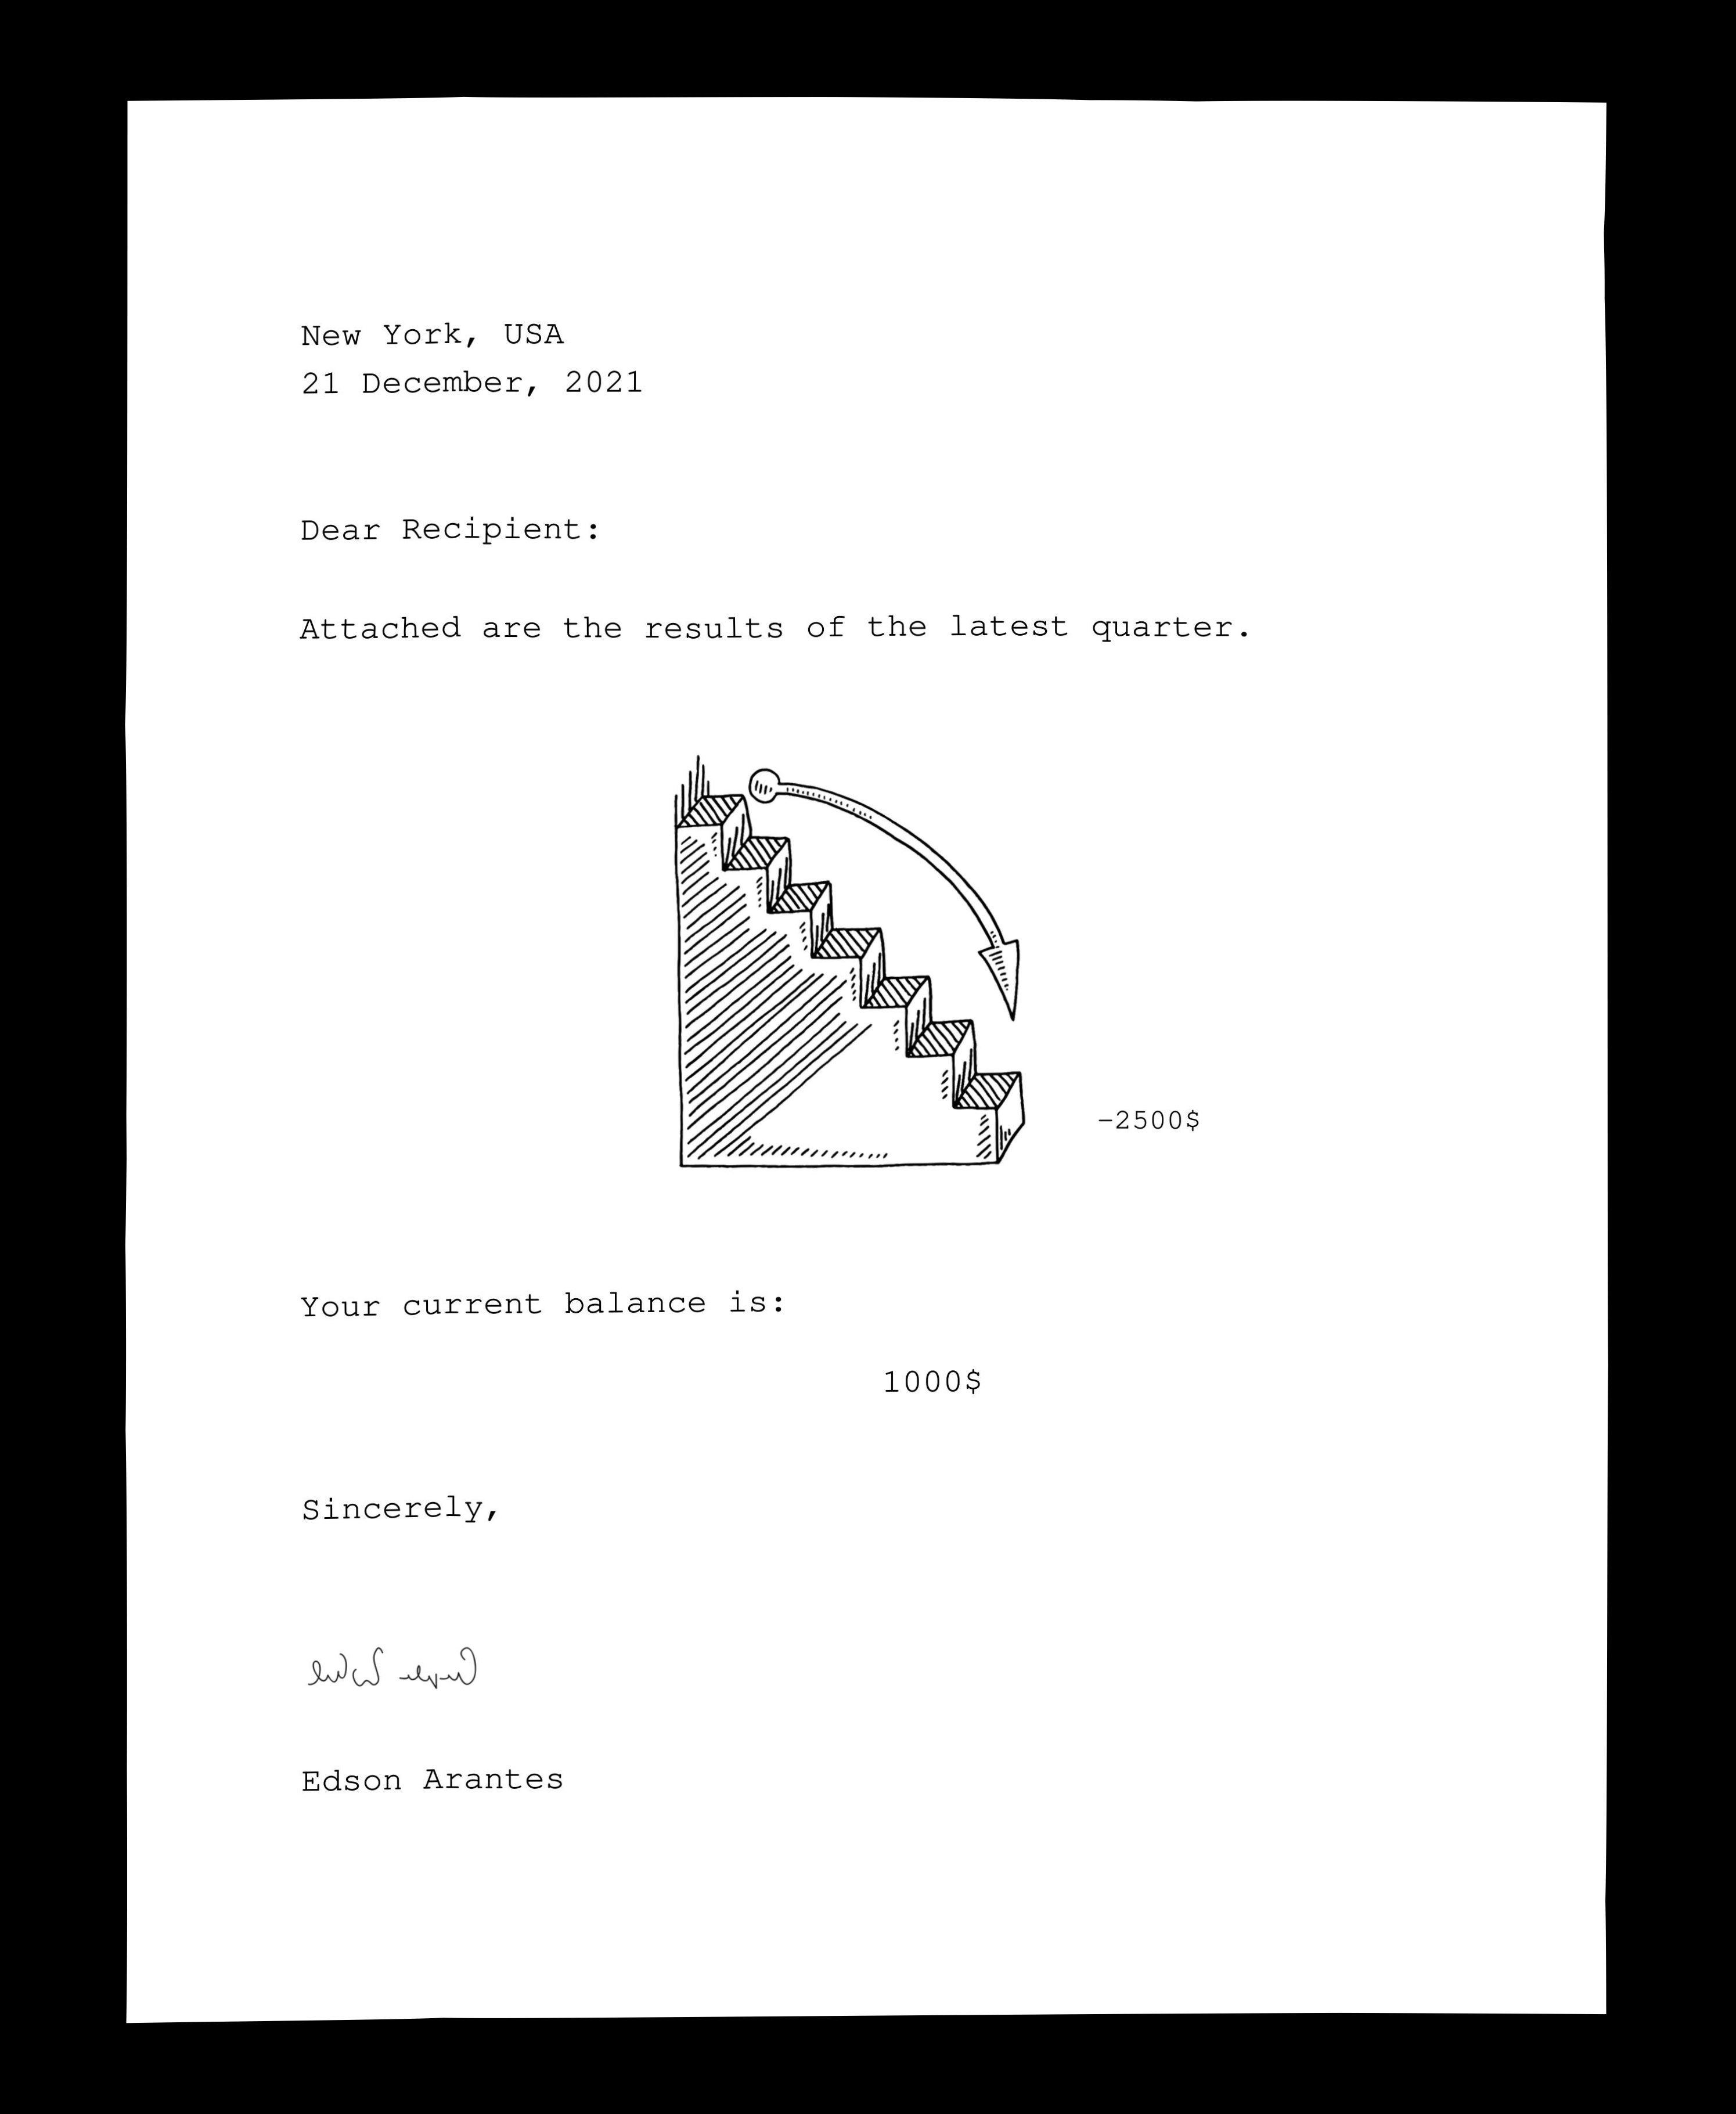 New York, USA
21 December, 2021
Dear Recipient:
Attached are the results of the latest quarter.
-2500$
Your current balance is:
1000$
Sincerely,
Edson Arantes